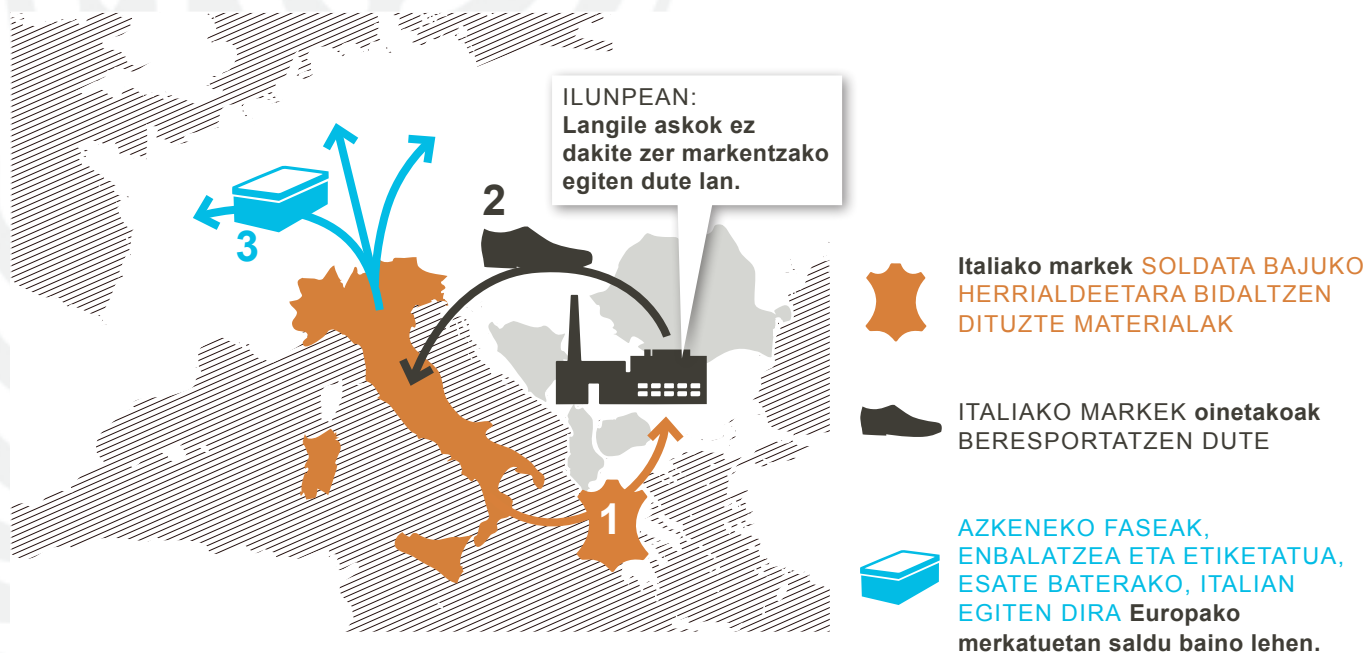 ILUNPEAN:
Langile askok ez
dakite zer markentzako
egiten dute lan.
2
3
1
Italiako markek SOLDATA BAJUKO
HERRIALDEETARA BIDALTZEN
DITUZTE MATERIALAK
ITALIAKO MARKEK oinetakoak
BERESPORTATZEN DUTE
AZKENEKO FASEAK,
ENBALATZEA ETA ETIKETATUA,
ESATE BATERAKO, ITALIAN
EGITEN DIRA Europako
merkatuetan saldu baino lehen.